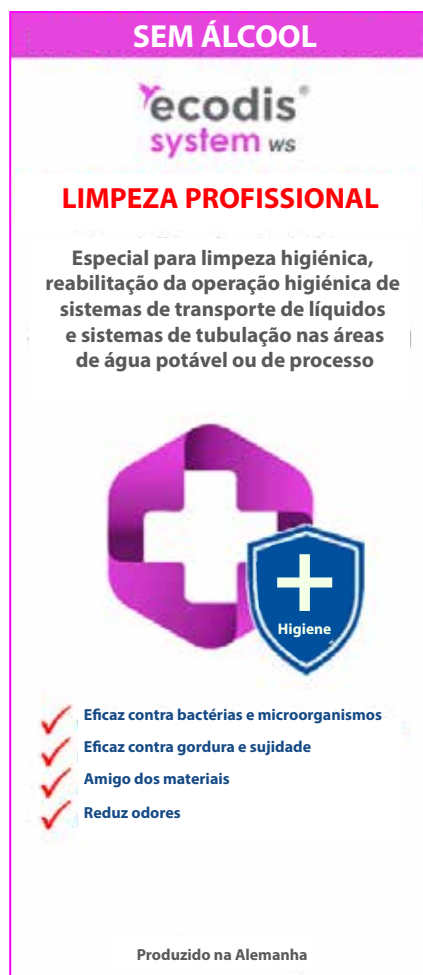 SEM ÁLCOOL
ecodis®
system ws
LIMPEZA PROFISSIONAL
Especial para limpeza higiénica,
reabilitação da operação higiénica de
sistemas de transporte de líquidos
e sistemas de tubulação nas áreas
de água potável ou de processo
Higiene
Eficaz contra bactérias e microorganismos
Eficaz contra gordura e sujidade
Amigo dos materiais
Reduz odores
Produzido na Alemanha